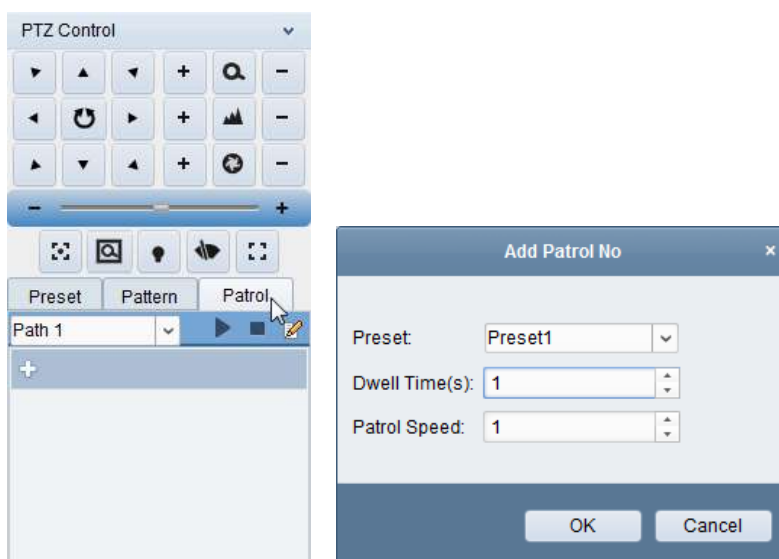 PTZ Control
Preset Pattern Patrol
Path 1
Add Patrol No
Preset: Preset1
Dwell Time(s): 1
Patrol Speed: 1
OK Cancel